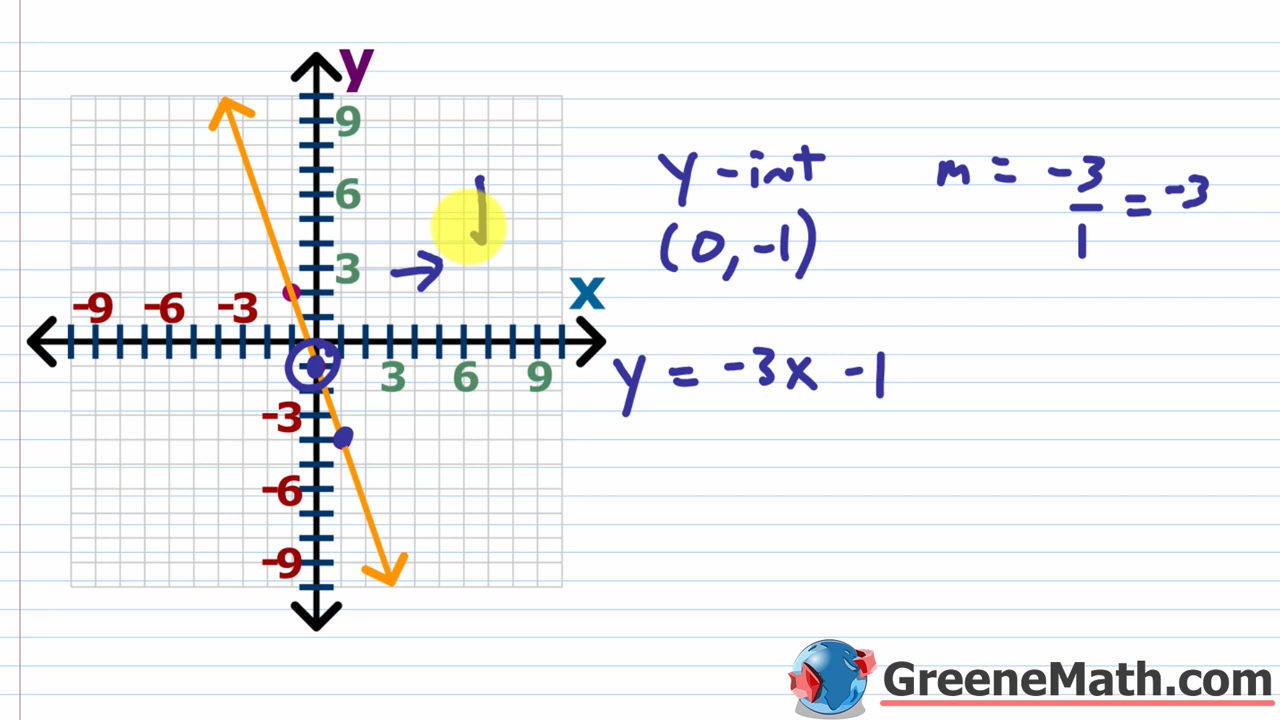 y
9
6
3
-9 -6 -3
x
3 6 9
-3
-6
-9
y-int
(0, -1)
m = -3/1 = -3
y = -3x -1
GreeneMath.com